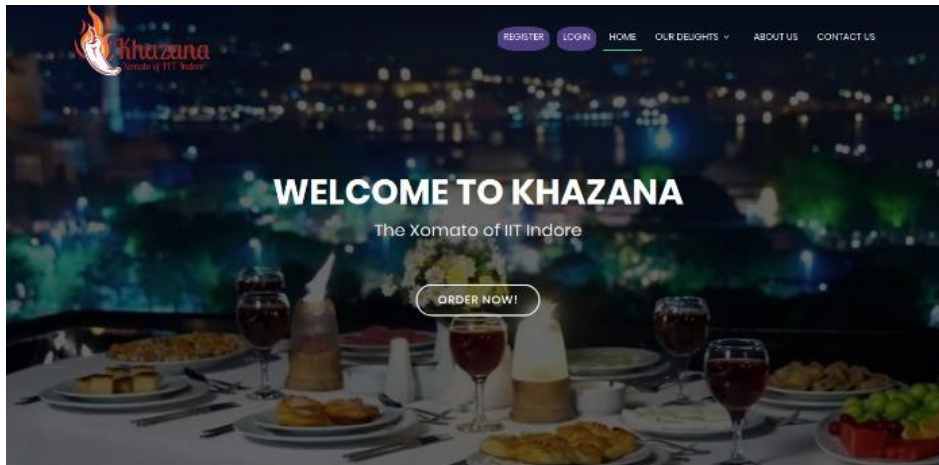 Khazana
Xomato of IIT Indore
REGISTER LOGIN HOME OUR DELIGHTS ABOUT US CONTACT US
WELCOME TO KHAZANA
The Xomato of IIT Indore
ORDER NOW!